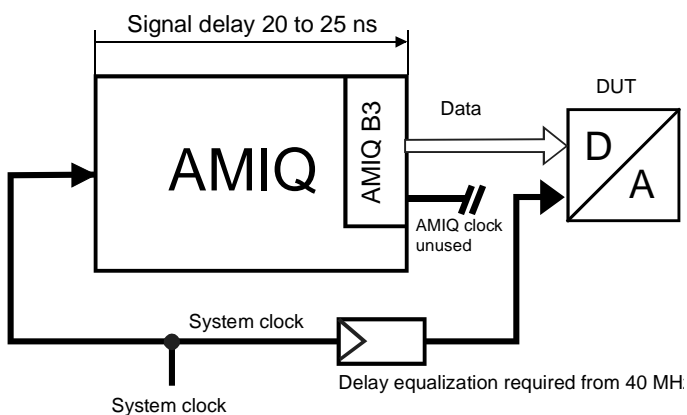 Signal delay 20 to 25 ns
AMIQ
AMIQ B3
Data
DUT
D
A
AMIQ clock
unused
System clock
Delay equalization required from 40 MHz
System clock